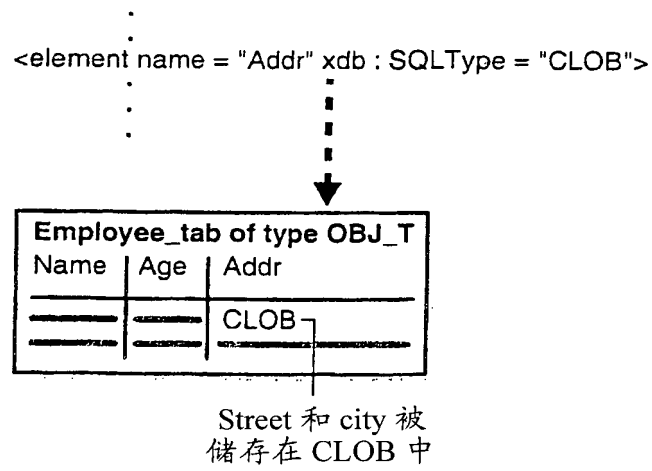 <element name = "Addr" xdb : SQLType = "CLOB">
Employee_tab of type OBJ_T
Name Age Addr
CLOB
Street 和 city 被
储存在 CLOB 中